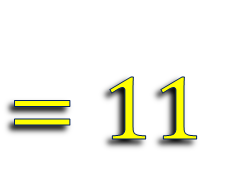 = 11